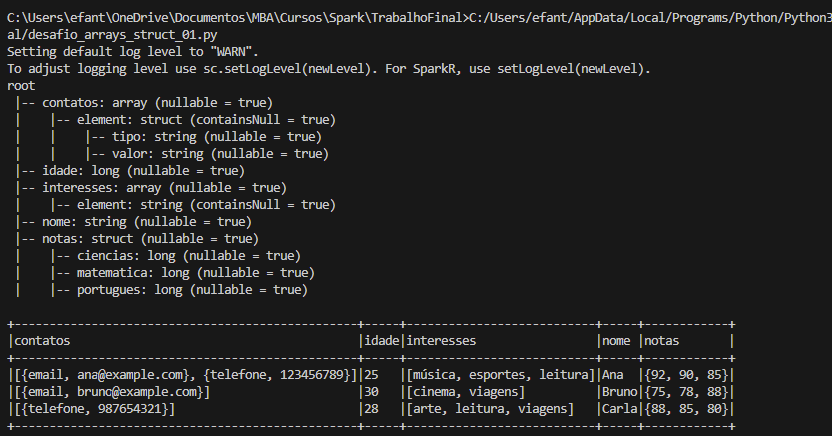 C:\Users\efant\OneDrive\Documentos\MBA\Cursos\Spark\TrabalhoFinal>C:/Users/efant/AppData/Local/Programs/Python/Python3
al/desafio_arrays_struct_01.py
Setting default log level to "WARN".
To adjust logging level use sc.setLogLevel(newLevel). For SparkR, use setLogLevel(newLevel).
root
 |-- contatos: array (nullable = true)
 |    |-- element: struct (containsNull = true)
 |    |    |-- tipo: string (nullable = true)
 |    |    |-- valor: string (nullable = true)
 |-- idade: long (nullable = true)
 |-- interesses: array (nullable = true)
 |    |-- element: string (containsNull = true)
 |-- nome: string (nullable = true)
 |-- notas: struct (nullable = true)
 |    |-- ciencias: long (nullable = true)
 |    |-- matematica: long (nullable = true)
 |    |-- portugues: long (nullable = true)

+---------------------------------------------+-----+----------------------------+-----+------------+
|contatos                                     |idade|interesses                  |nome |notas       |
+---------------------------------------------+-----+----------------------------+-----+------------+
|[{email, ana@example.com}, {telefone, 123456789}]|25   |[música, esportes, leitura]|Ana  |{92, 90, 85}|
|[{email, bruno@example.com}]                 |30   |[cinema, viagens]           |Bruno|{75, 78, 88}|
|[{telefone, 987654321}]                      |28   |[arte, leitura, viagens]    |Carla|{88, 85, 80}|
+---------------------------------------------+-----+----------------------------+-----+------------+